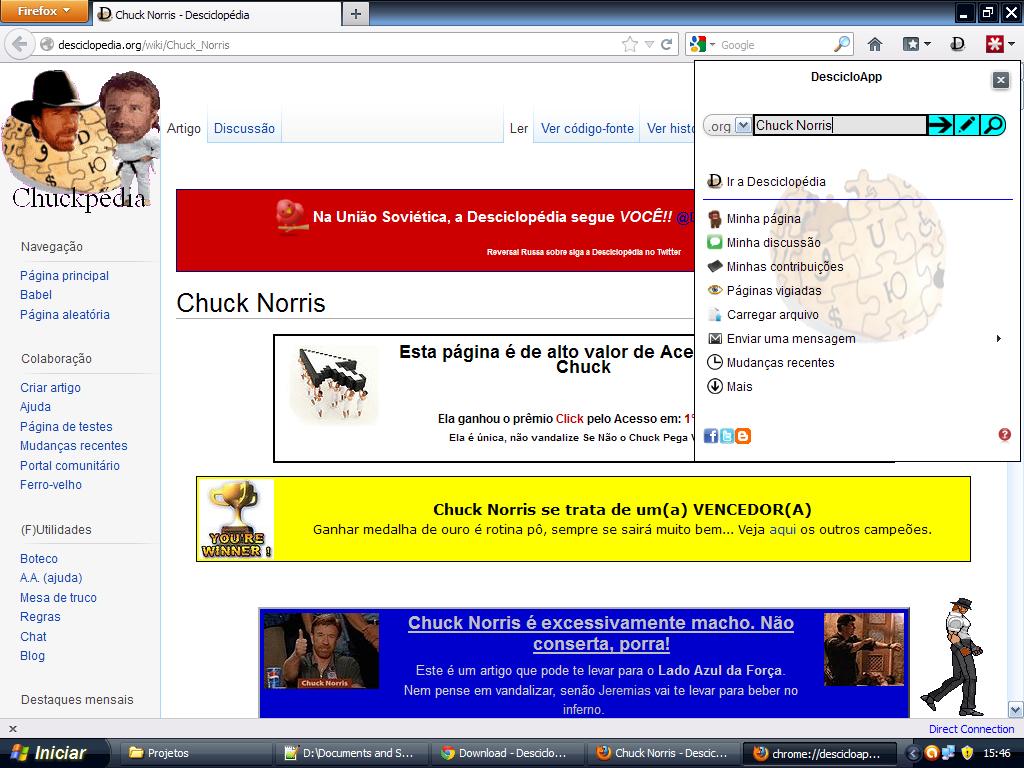 Firefox
Chuck Norris - Desciclopédia
desciclopedia.org/wiki/Chuck_Norris
Google
DescicloApp
.org
Chuck Norris
Ir a Desciclopédia
Minha página
Minha discussão
Minhas contribuições
Páginas vigiadas
Carregar arquivo
Enviar uma mensagem
Mudanças recentes
Mais
Chuckpédia
Artigo
Discussão
Ler
Ver código-fonte
Ver histo
Na União Soviética, a Desciclopédia segue VOCÊ!!
Reversal Russa sobre siga a Desciclopédia no Twitter
Navegação
Página principal
Babel
Página aleatória
Colaboração
Criar artigo
Ajuda
Página de testes
Mudanças recentes
Portal comunitário
Ferro-velho
(F)Utilidades
Boteco
A.A. (ajuda)
Mesa de truco
Regras
Chat
Blog
Destaques mensais
Chuck Norris
Esta página é de alto valor de Ace
Chuck
Ela ganhou o prêmio Click pelo Acesso em: 1°
Ela é única, não vandalize Se Não o Chuck Pega V
YOU'RE
WINNER !
Chuck Norris se trata de um(a) VENCEDOR(A)
Ganhar medalha de ouro é rotina pô, sempre se sairá muito bem... Veja aqui os outros campeões.
Chuck Norris
Chuck Norris é excessivamente macho. Não
conserta, porra!
Este é um artigo que pode te levar para o Lado Azul da Força.
Nem pense em vandalizar, senão Jeremias vai te levar para beber no
inferno.
Direct Connection
Iniciar
Projetos
D:\Documents and S...
Download - Desciclo...
Chuck Norris - Descic...
chrome://descicloap...
15:46